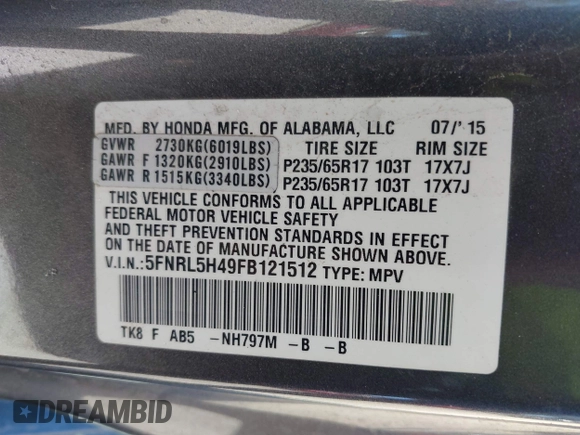 MFD. BY HONDA MFG. OF ALABAMA, LLC 07/'15
GVWR 2730KG(6019LBS) TIRE SIZE RIM SIZE
GAWR F 1320KG(2910LBS) P235/65R17 103T 17X7J
GAWR R 1515KG(3340LBS) P235/65R17 103T 17X7J
THIS VEHICLE CONFORMS TO ALL APPLICABLE
FEDERAL MOTOR VEHICLE SAFETY
AND THEFT PREVENTION STANDARDS IN EFFECT
ON THE DATE OF MANUFACTURE SHOWN ABOVE.
V.I.N.:5FNRL5H49FB121512 TYPE: MPV
TK8 F AB5 -NH797M -B -B
DREAMBID